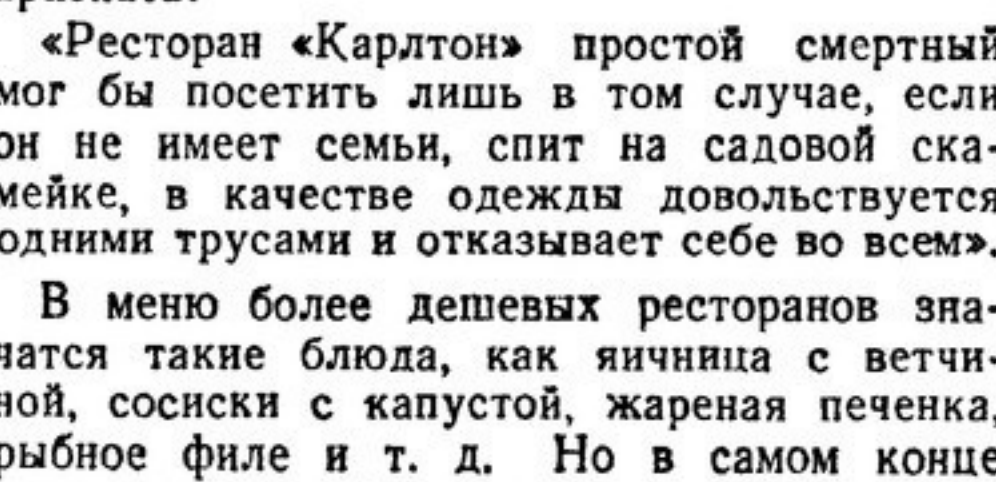 «Ресторан «Карлтон» простой смертный
мог бы посетить лишь в том случае, если
он не имеет семьи, спит на садовой ска-
мейке, в качестве одежды довольствуется
одними трусами и отказывает себе во всем».
В меню более дешевых ресторанов зна-
чатся такие блюда, как яичница с ветчи-
ной, сосиски с капустой, жареная печенка,
рыбное филе и т. д. Но в самом конце